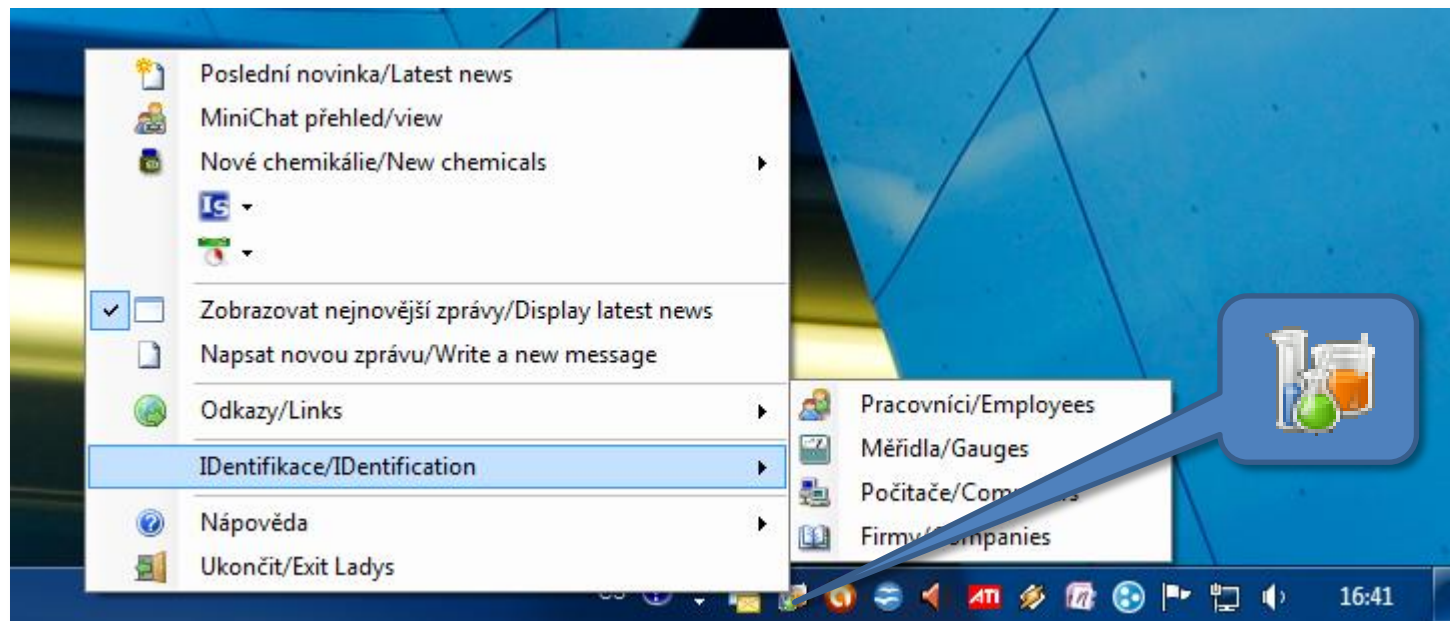 Poslední novinka/Latest news
MiniChat přehled/view
Nové chemikálie/New chemicals
IS
Zobrazovat nejnovější zprávy/Display latest news
Napsat novou zprávu/Write a new message
Odkazy/Links
IDentifikace/IDentification
Nápověda
Ukončit/Exit Ladys
Pracovníci/Employees
Měřidla/Gauges
Počitače/
Firmy/
ATI
16:41